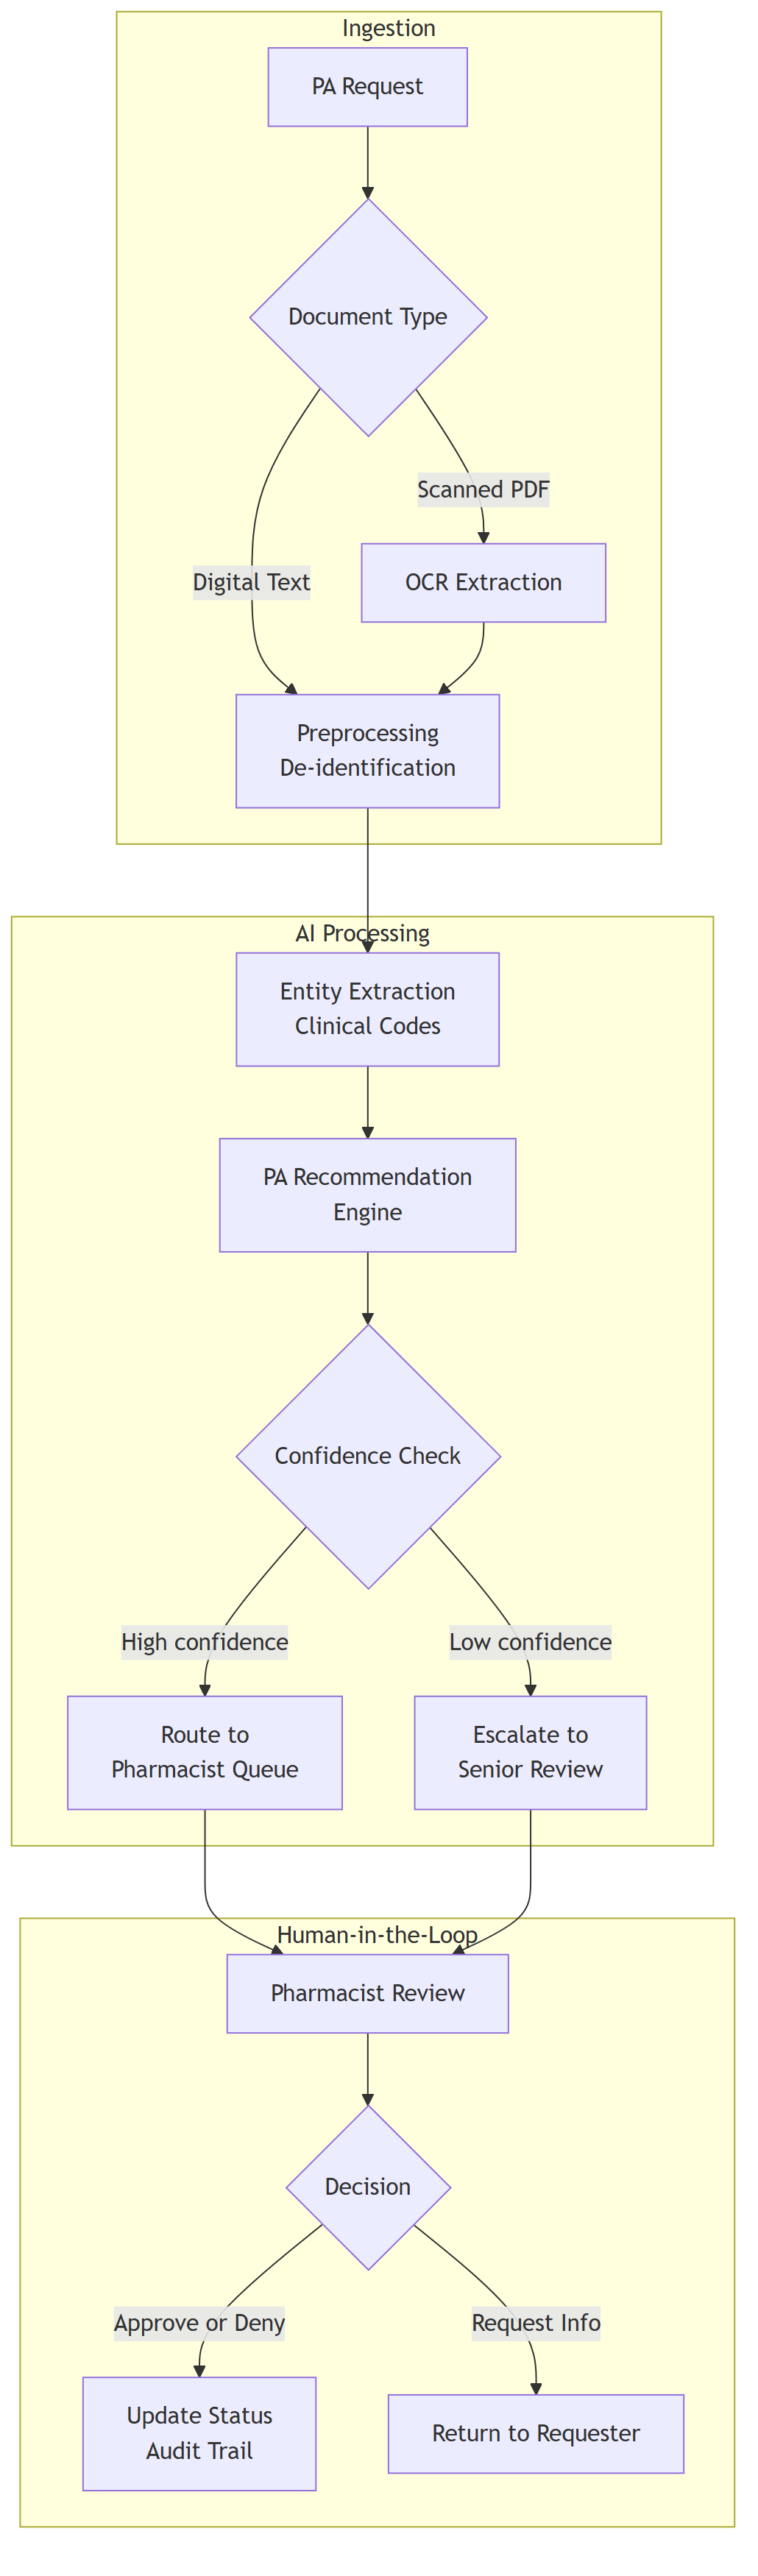 Ingestion
PA Request
Document Type
Scanned PDF
Digital Text
OCR Extraction
Preprocessing
De-identification
AI Processing
Entity Extraction
Clinical Codes
PA Recommendation
Engine
Confidence Check
High confidence
Low confidence
Route to
Pharmacist Queue
Escalate to
Senior Review
Human-in-the-Loop
Pharmacist Review
Decision
Approve or Deny
Request Info
Update Status
Audit Trail
Return to Requester